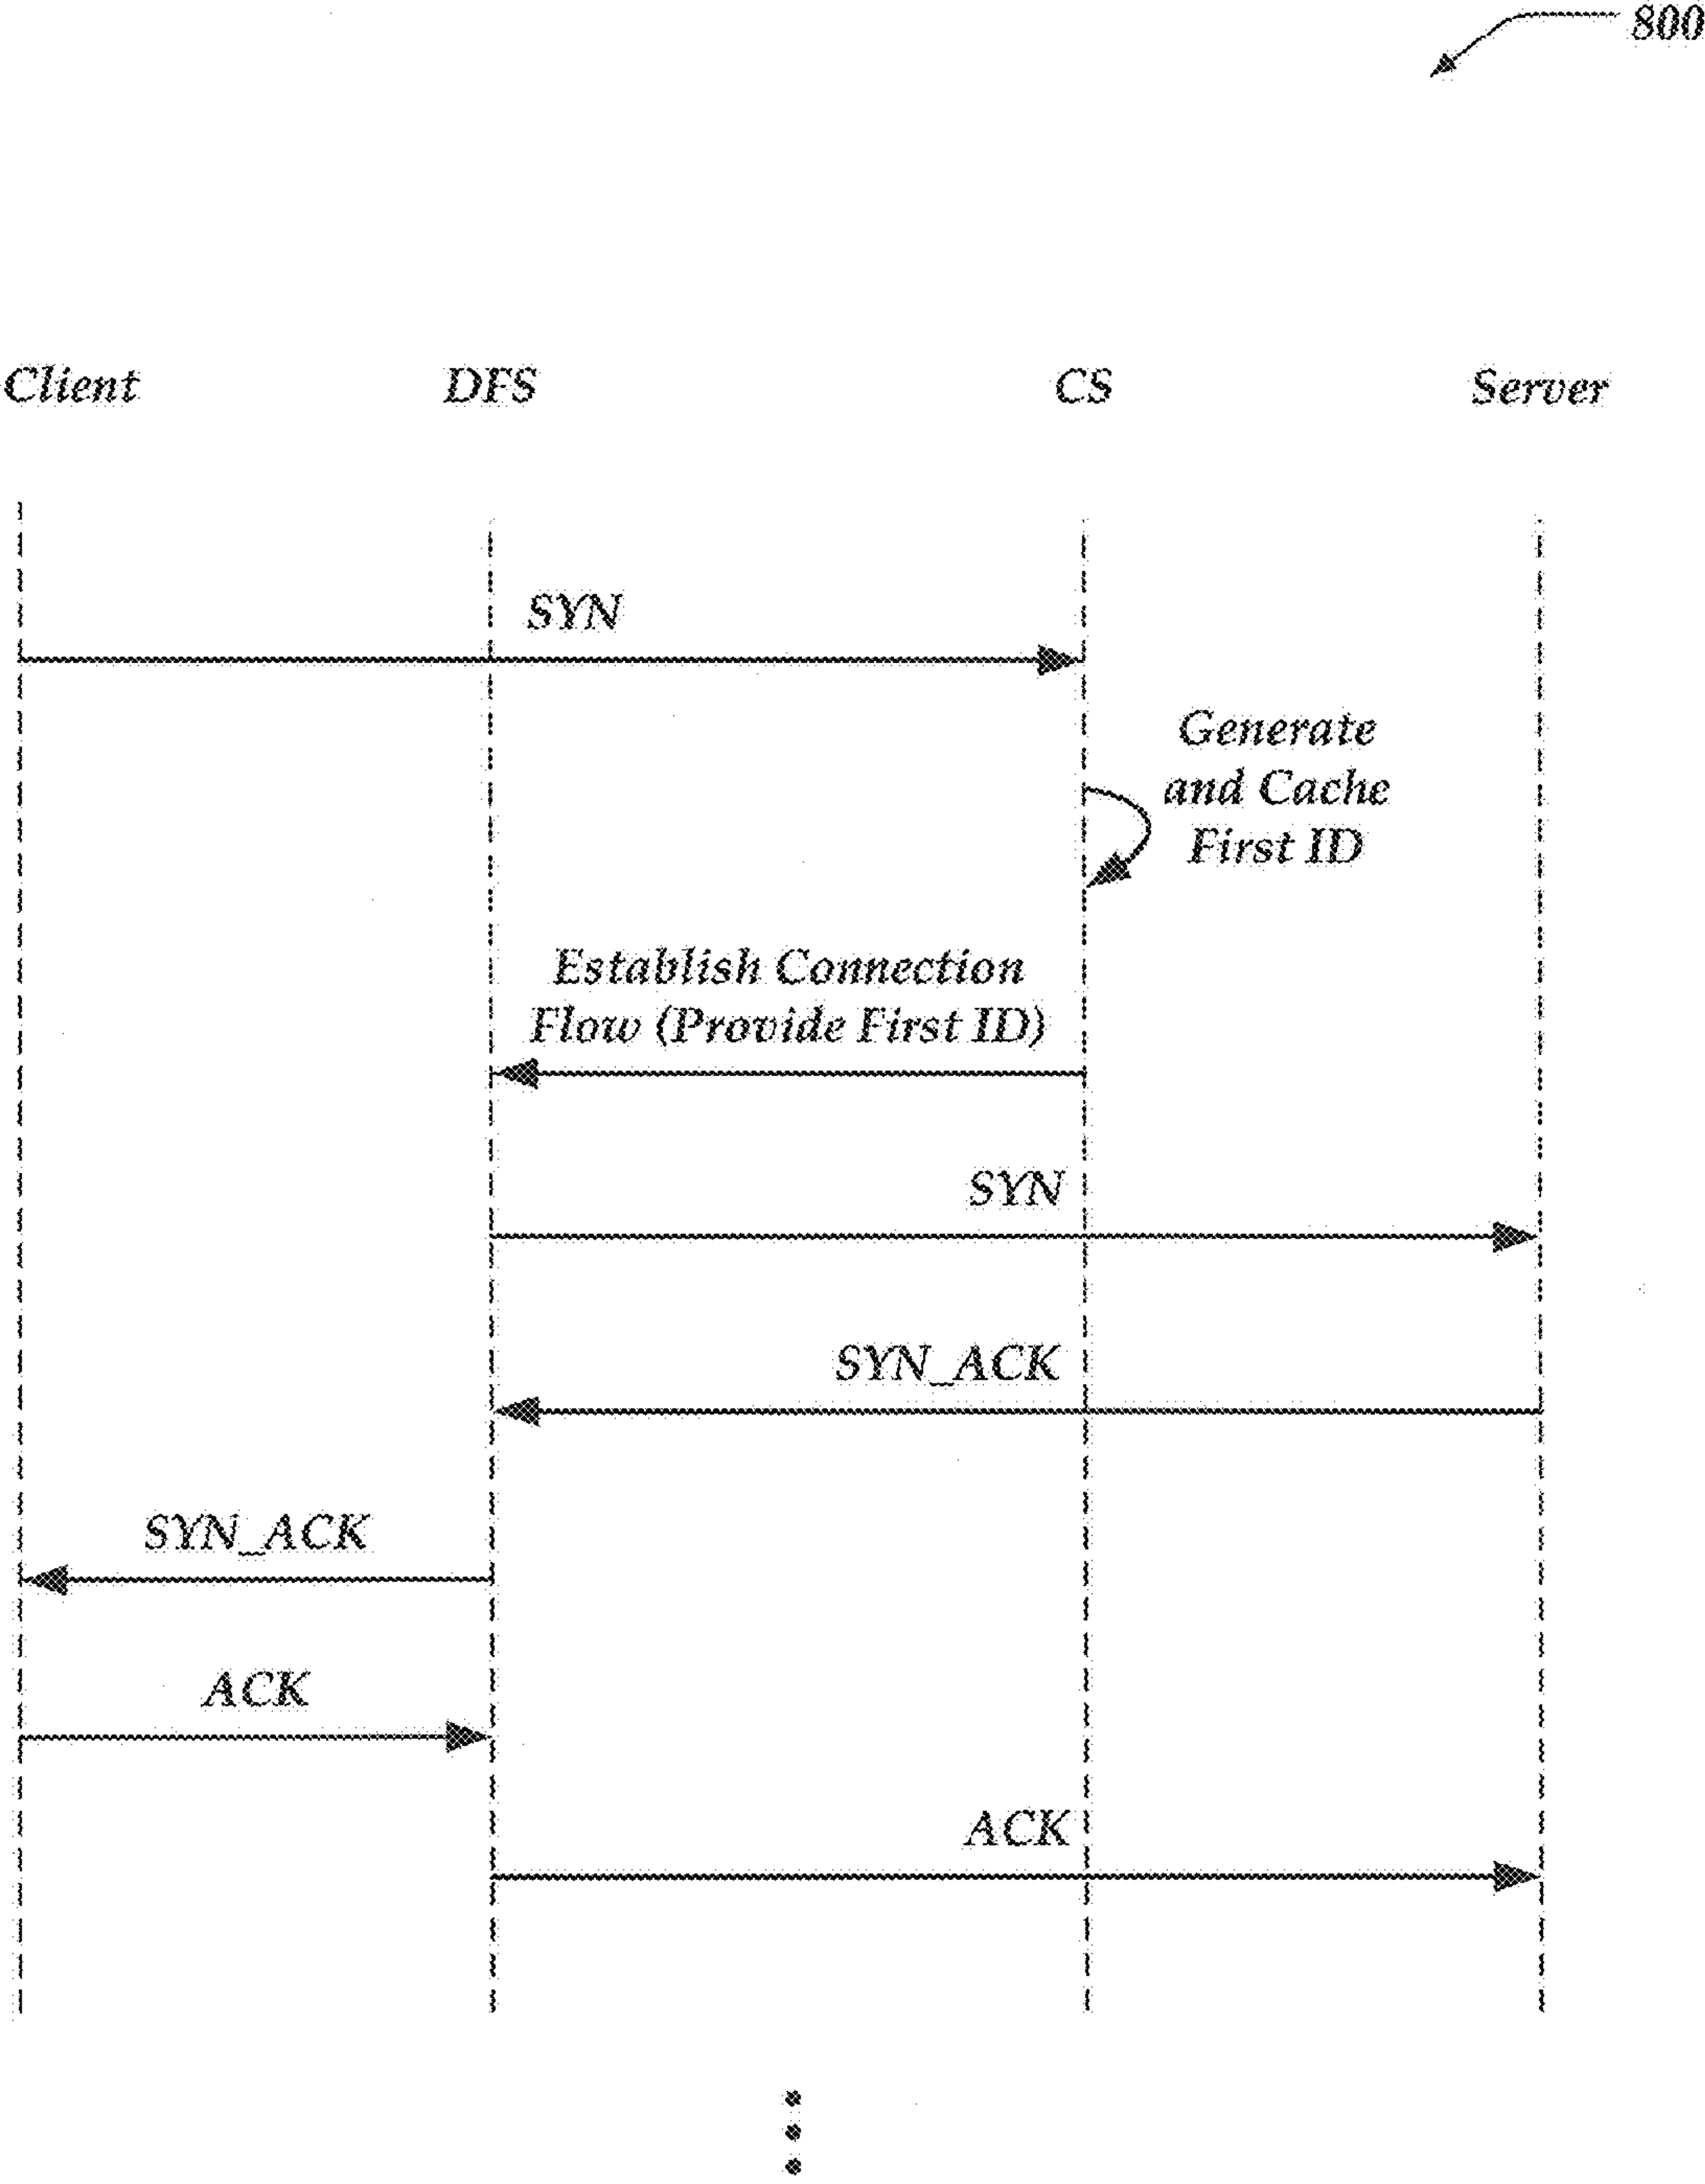 800
Client DFS CS Server
SYN
Generate
and Cache
First ID
Establish Connection
Flow (Provide First ID)
SYN
SYN_ACK
SYN_ACK
ACK
ACK